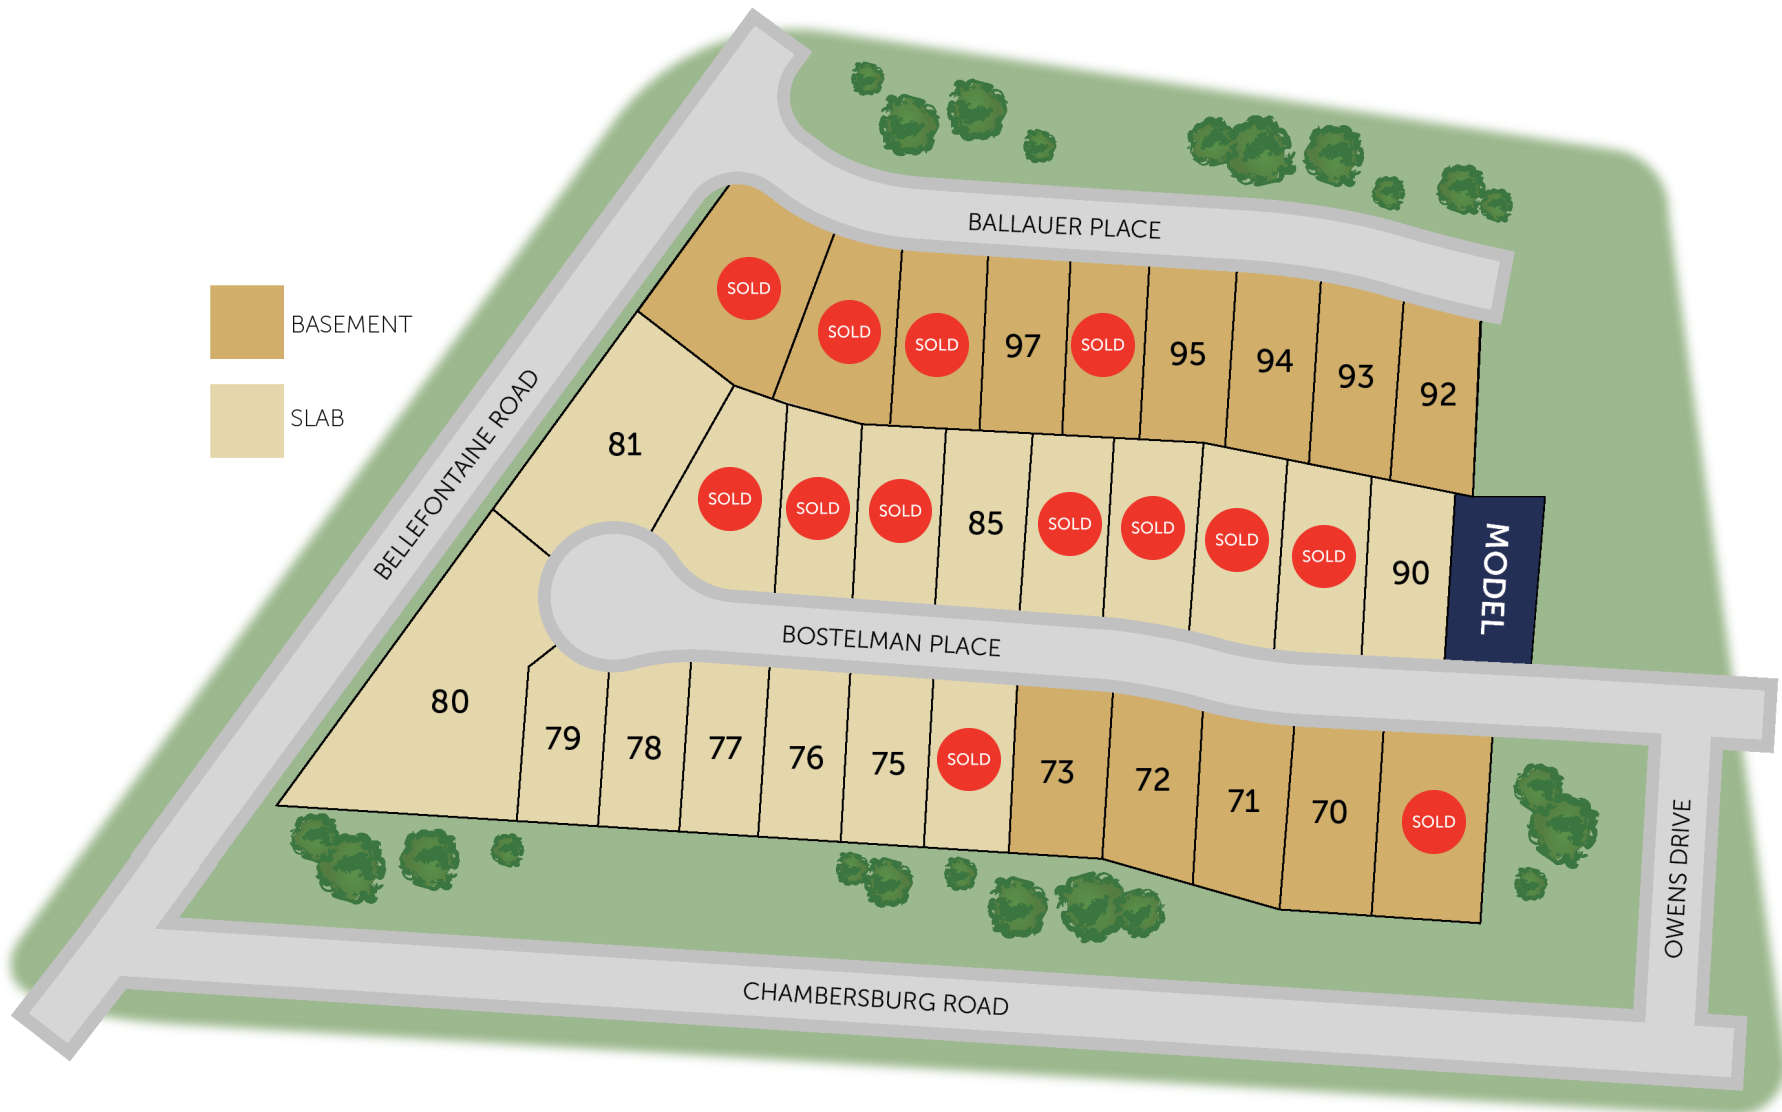 BALLAUER PLACE
SOLD
SOLD
SOLD
97
SOLD
95
94
93
92
BASEMENT
SLAB
BELLEFONTAINE ROAD
81
SOLD
SOLD
SOLD
85
SOLD
SOLD
SOLD
SOLD
90
MODEL
BOSTELMAN PLACE
80
79
78
77
76
75
SOLD
73
72
71
70
SOLD
OWENS DRIVE
CHAMBERSBURG ROAD